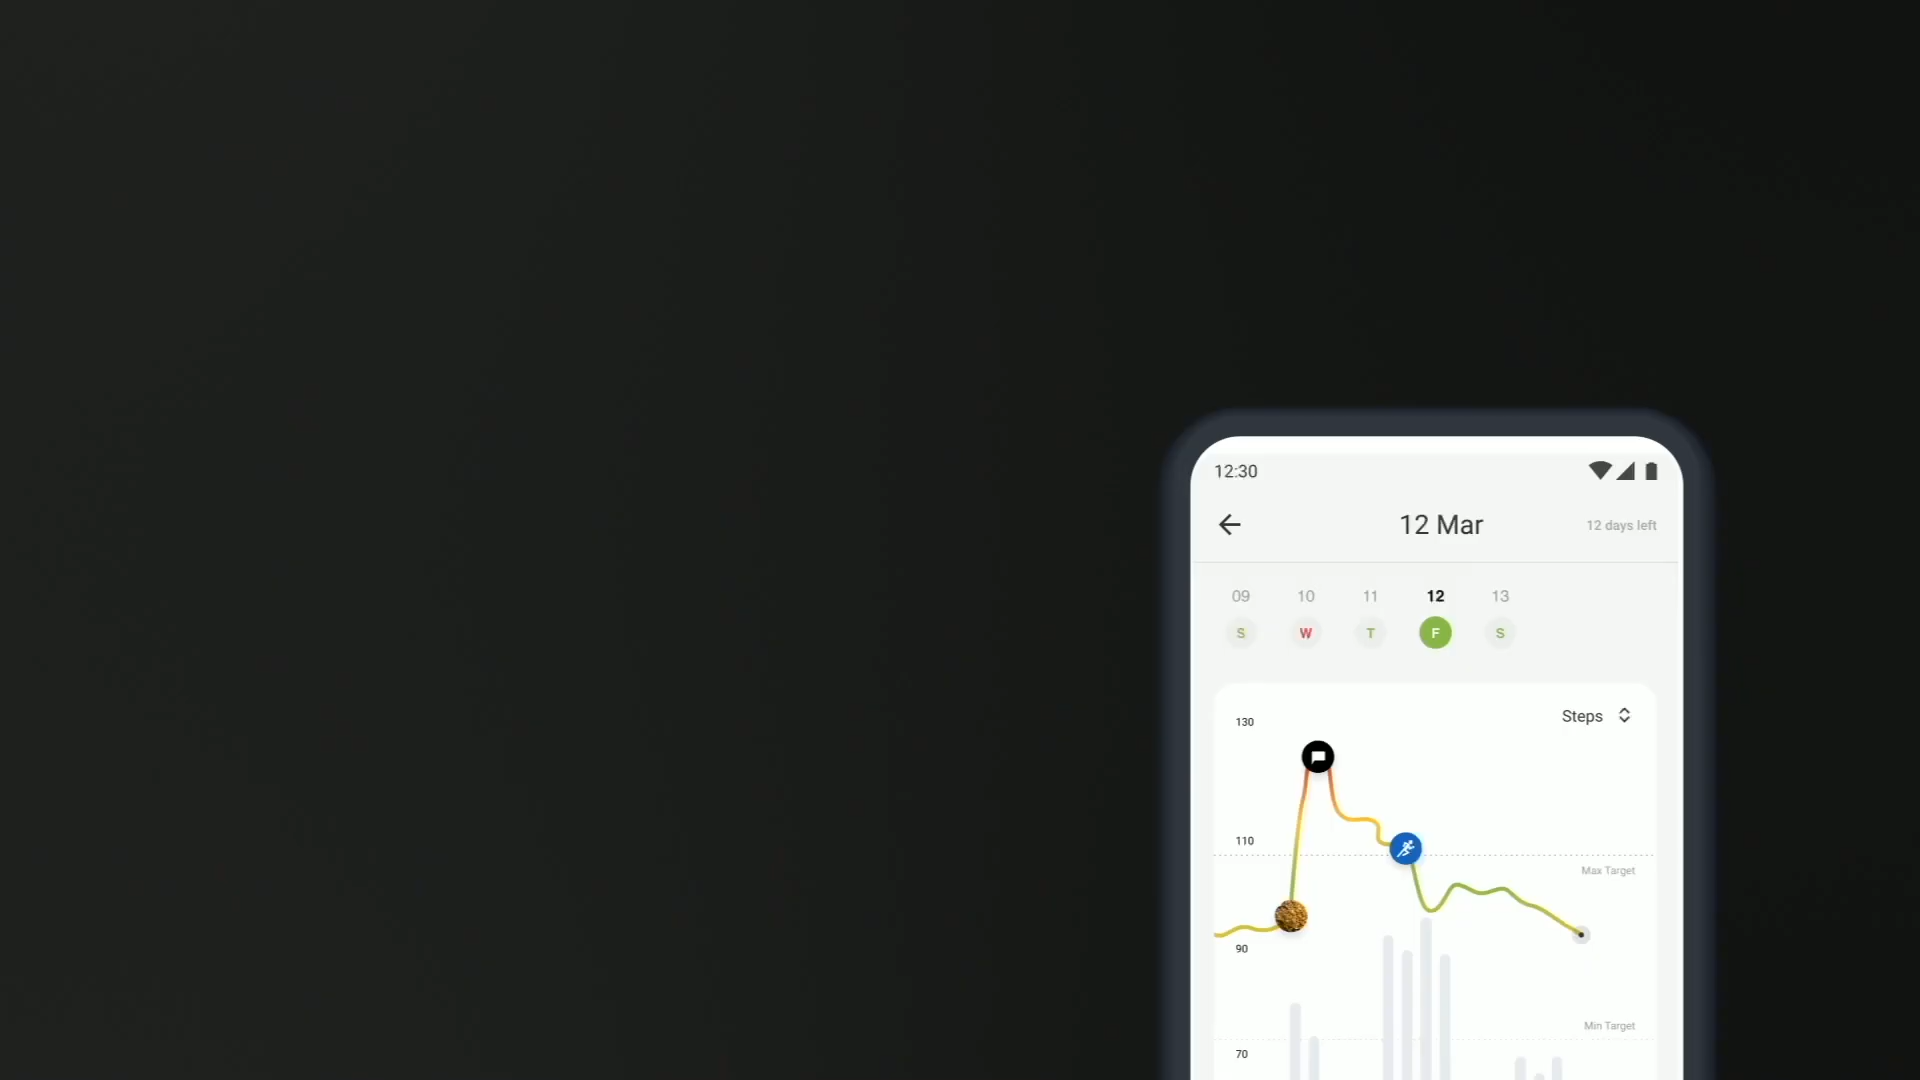 12:30
12 Mar
12 days left
09 10 11 12 13
S W T F S
Steps
130
110
Max Target
90
Min Target
70